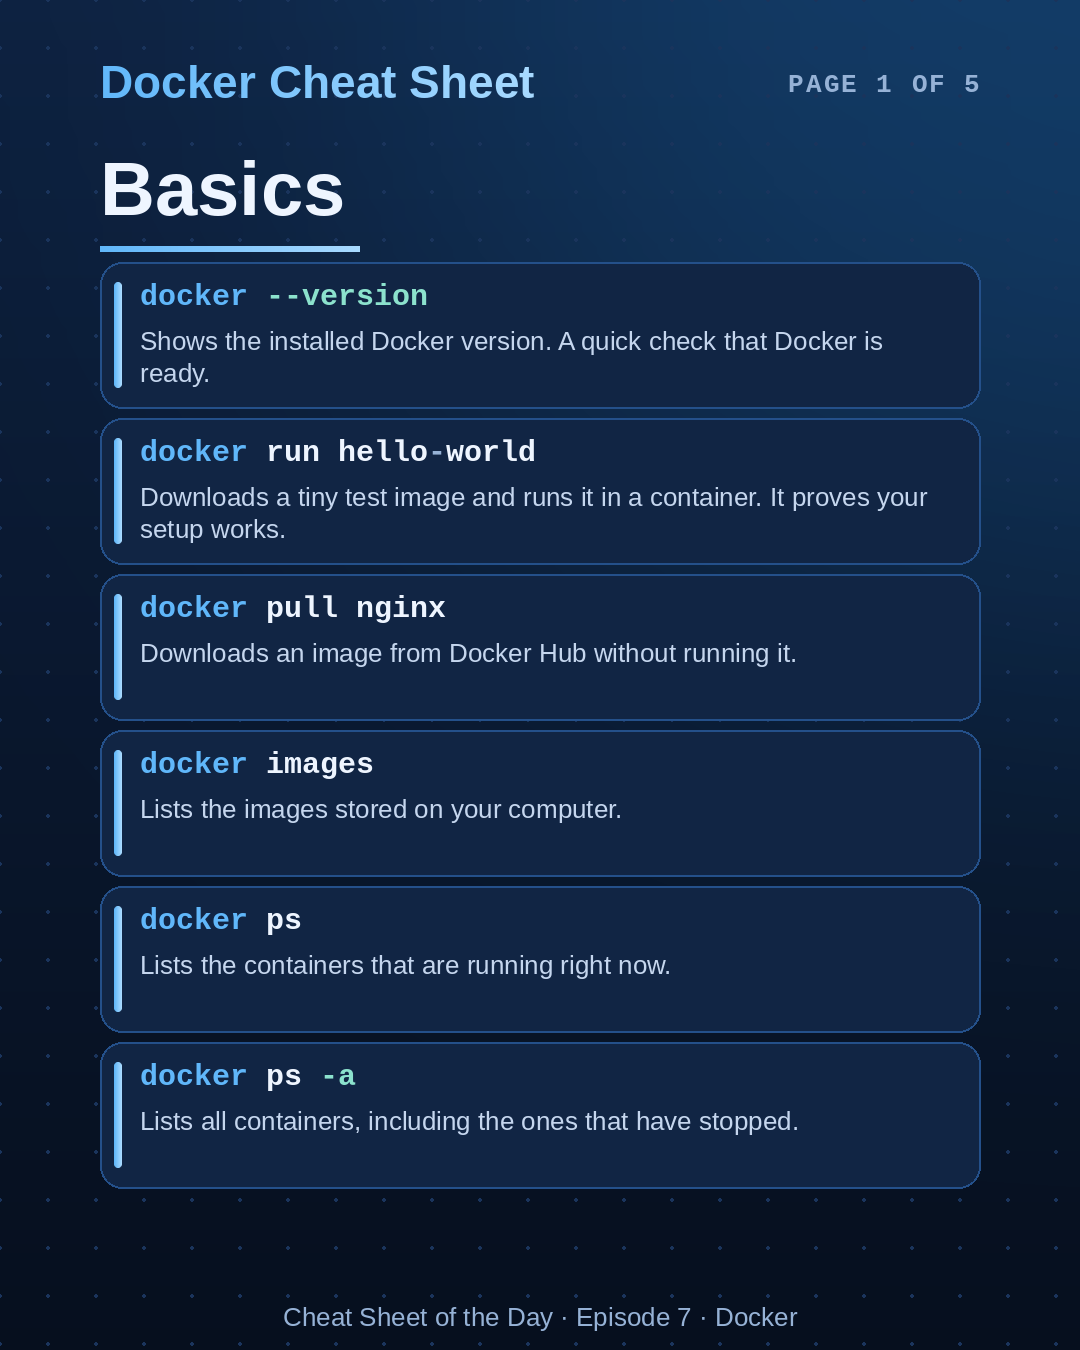 Docker Cheat Sheet
PAGE 1 OF 5
Basics
docker --version
Shows the installed Docker version. A quick check that Docker is
ready.
docker run hello-world
Downloads a tiny test image and runs it in a container. It proves your
setup works.
docker pull nginx
Downloads an image from Docker Hub without running it.
docker images
Lists the images stored on your computer.
docker ps
Lists the containers that are running right now.
docker ps -a
Lists all containers, including the ones that have stopped.
Cheat Sheet of the Day · Episode 7 · Docker